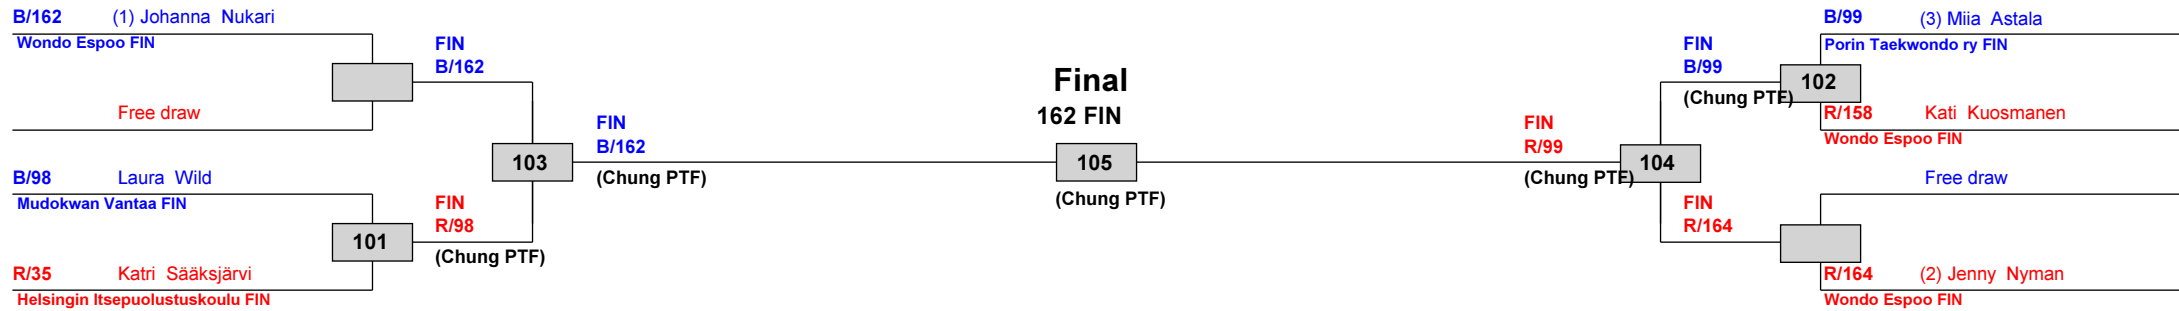 B/162 (1) Johanna Nukari
Wondo Espoo FIN
Free draw
B/98 Laura Wild
Mudokwan Vantaa FIN
R/35 Katri Sääksjärvi
Helsingin Itsepuolustuskoulu FIN
101
FIN
B/162
FIN
R/98
(Chung PTF)
103
FIN
B/162
(Chung PTF)
Final
162 FIN
105
(Chung PTF)
FIN
R/99
(Chung PTF)
104
FIN
B/99
(Chung PTF)
FIN
R/164
102
B/99 (3) Miia Astala
Porin Taekwondo ry FIN
R/158 Kati Kuosmanen
Wondo Espoo FIN
Free draw
R/164 (2) Jenny Nyman
Wondo Espoo FIN